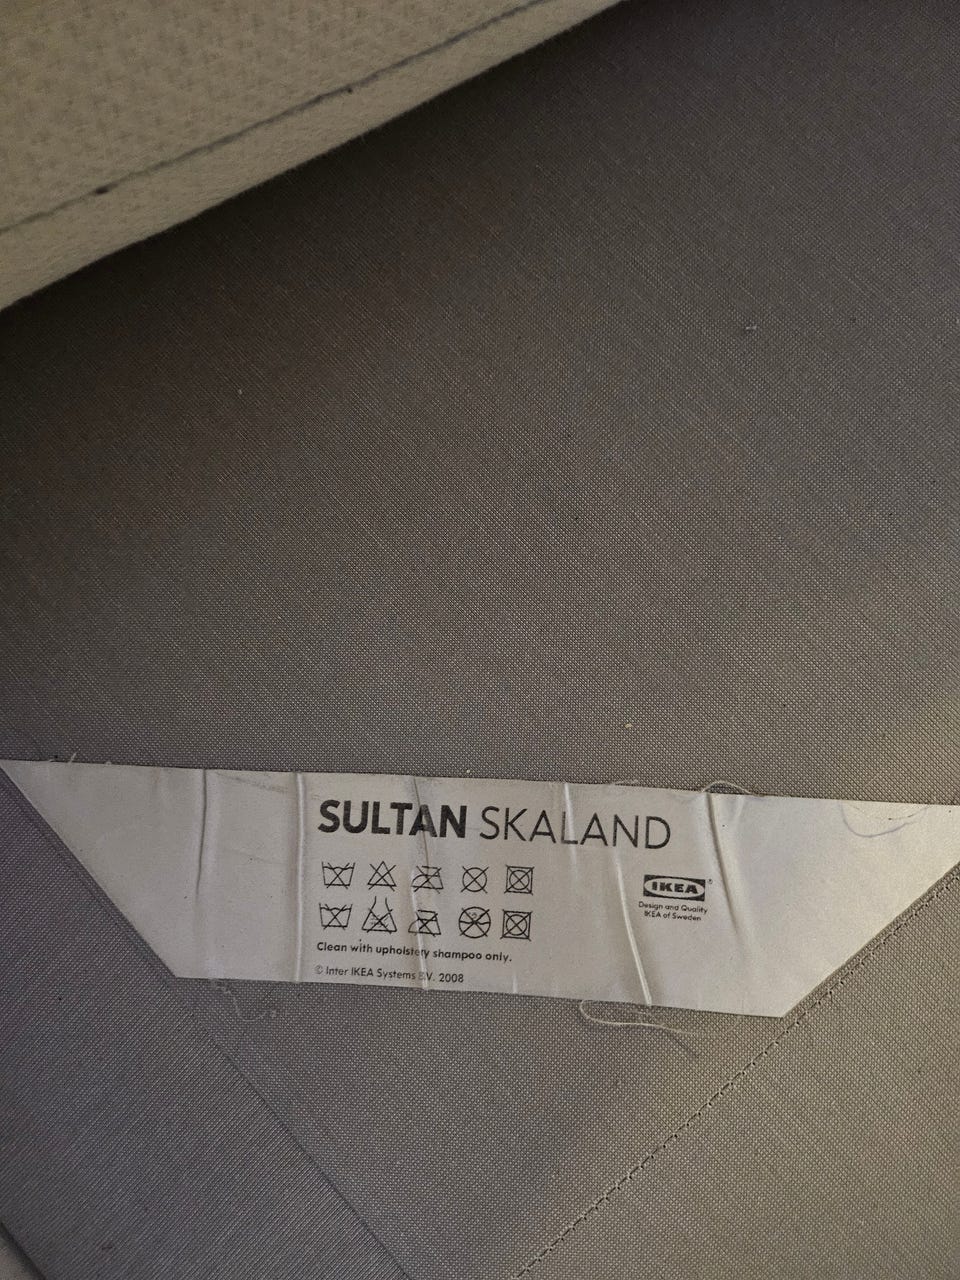 SULTAN SKALAND
IKEA®
Design and Quality
IKEA of Sweden
Clean with upholstery shampoo only.
© Inter IKEA Systems B.V. 2008